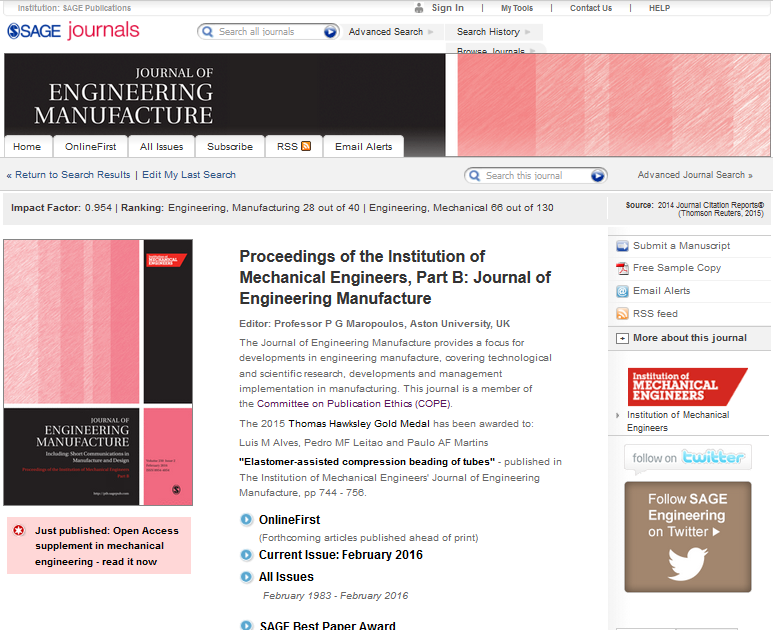 Institution: SAGE Publications
Sign In | My Tools | Contact Us | HELP
SAGE journals
Search all journals
Advanced Search
Search History
Browse Journals
JOURNAL OF
ENGINEERING
MANUFACTURE
Home
OnlineFirst
All Issues
Subscribe
RSS
Email Alerts
« Return to Search Results | Edit My Last Search
Search this journal
Advanced Journal Search »
Impact Factor: 0.954 | Ranking: Engineering, Manufacturing 28 out of 40 | Engineering, Mechanical 66 out of 130
Source: 2014 Journal Citation Reports®
(Thomson Reuters, 2015)
Institution of
MECHANICAL
ENGINEERS
JOURNAL OF
ENGINEERING
MANUFACTURE
Including: Short Communications in
Manufacture and Design
Proceedings of the Institution of Mechanical Engineers
Part B
http://pib.sagepub.com
Just published: Open Access
supplement in mechanical
engineering - read it now
Proceedings of the Institution of
Mechanical Engineers, Part B: Journal of
Engineering Manufacture
Editor: Professor P G Maropoulos, Aston University, UK
The Journal of Engineering Manufacture provides a focus for
developments in engineering manufacture, covering technological
and scientific research, developments and management
implementation in manufacturing. This journal is a member of
the Committee on Publication Ethics (COPE).
The 2015 Thomas Hawksley Gold Medal has been awarded to:
Luis M Alves, Pedro MF Leitao and Paulo AF Martins
"Elastomer-assisted compression beading of tubes" - published in
The Institution of Mechanical Engineers' Journal of Engineering
Manufacture, pp 744 - 756.
OnlineFirst
(Forthcoming articles published ahead of print)
Current Issue: February 2016
All Issues
February 1983 - February 2016
SAGE Best Paper Award
Submit a Manuscript
Free Sample Copy
Email Alerts
RSS feed
More about this journal
Institution of
MECHANICAL
ENGINEERS
Institution of Mechanical
Engineers
follow on twitter
Follow SAGE
Engineering
on Twitter